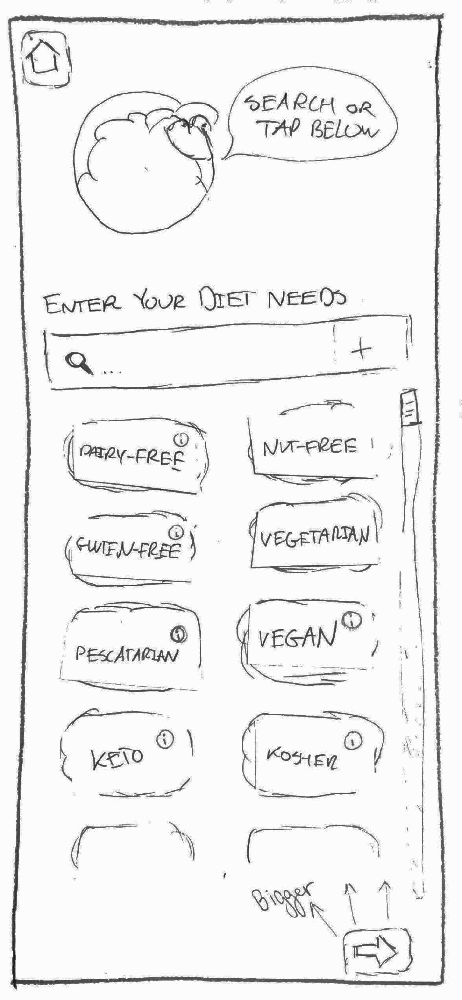 SEARCH OR
TAP BELOW
ENTER YOUR DIET NEEDS
...
+
DAIRY-FREE
i
NUT-FREE
GLUTEN-FREE
i
VEGETARIAN
PESCATARIAN
i
VEGAN
i
KETO
i
KOSHER
i
Bigger